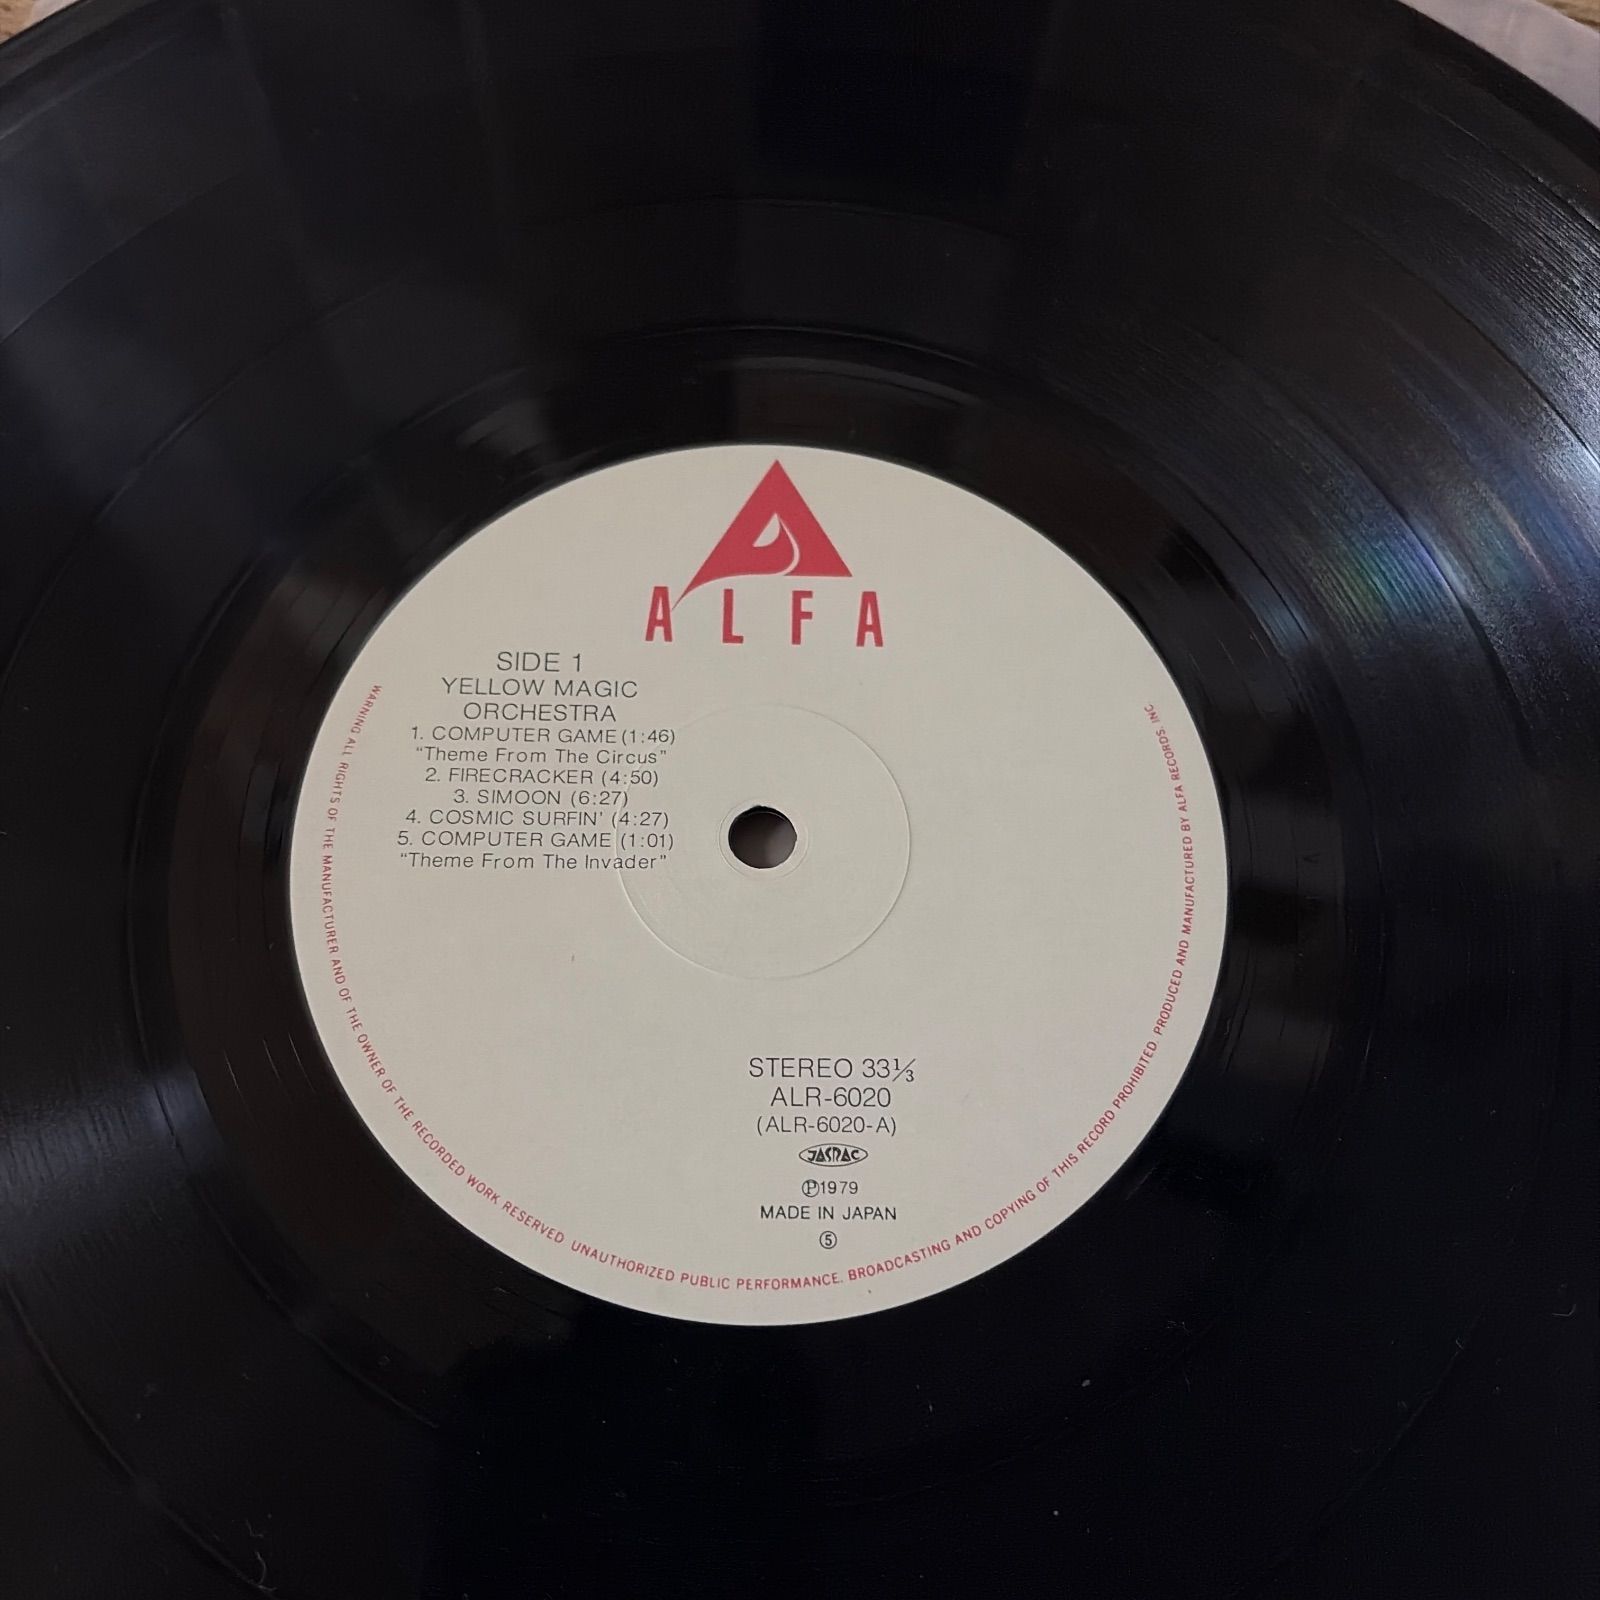 ALFA
SIDE 1
YELLOW MAGIC
ORCHESTRA
1. COMPUTER GAME (1:46)
"Theme From The Circus"
2. FIRECRACKER (4:50)
3. SIMOON (6:27)
4. COSMIC SURFIN' (4:27)
5. COMPUTER GAME (1:01)
"Theme From The Invader"
STEREO 33⅓
ALR-6020
(ALR-6020-A)
JASRAC
Ⓟ1979
MADE IN JAPAN
⑤
WARNING ALL RIGHTS OF THE MANUFACTURER AND OF THE OWNER OF THE RECORDED WORK RESERVED UNAUTHORIZED PUBLIC PERFORMANCE. BROADCASTING AND COPYING OF THIS RECORD PROHIBITED. PRODUCED AND MANUFACTURED BY ALFA RECORDS, INC.